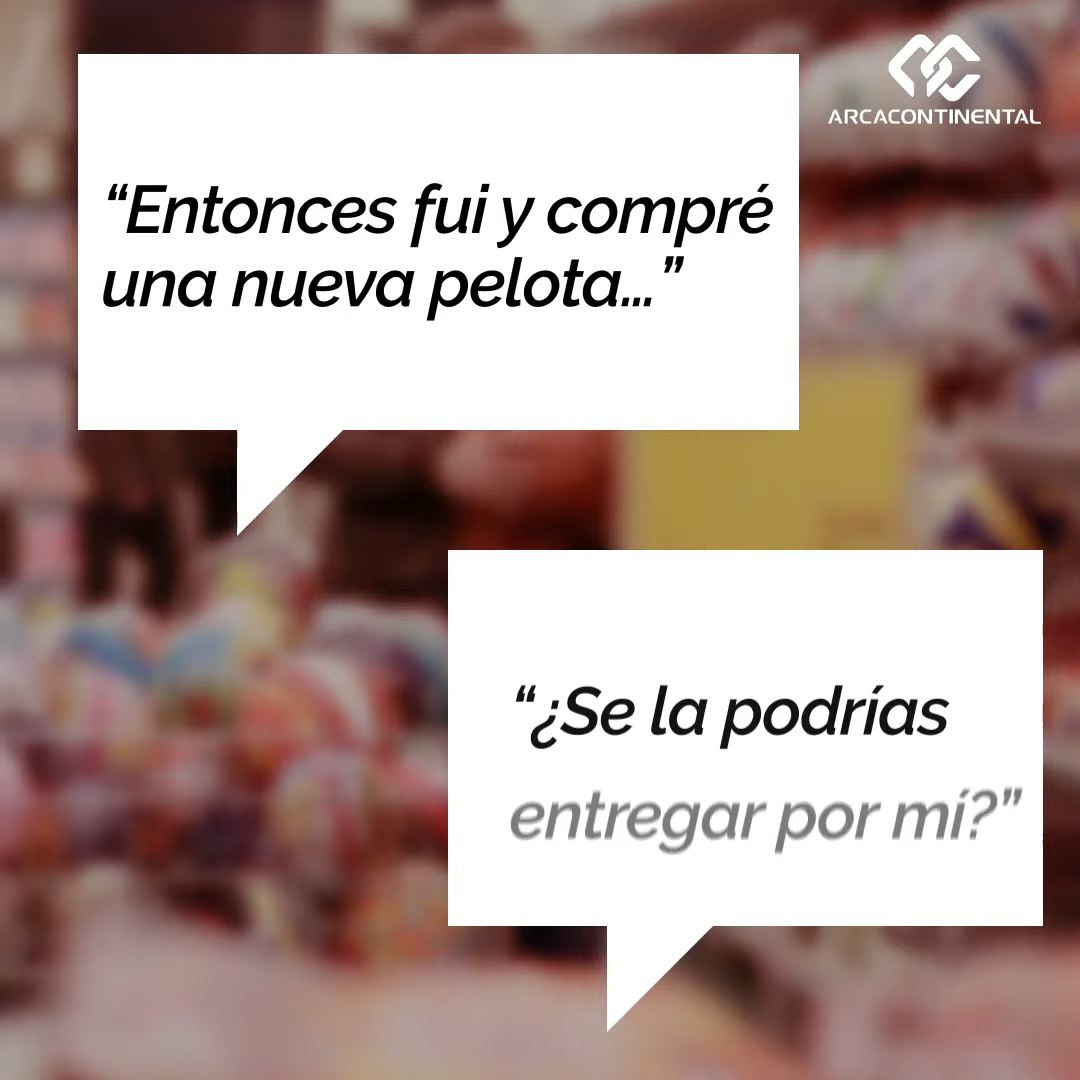 ARCACONTINENTAL
“Entonces fui y compré
una nueva pelota...”
“¿Se la podrías
entregar por mí?”